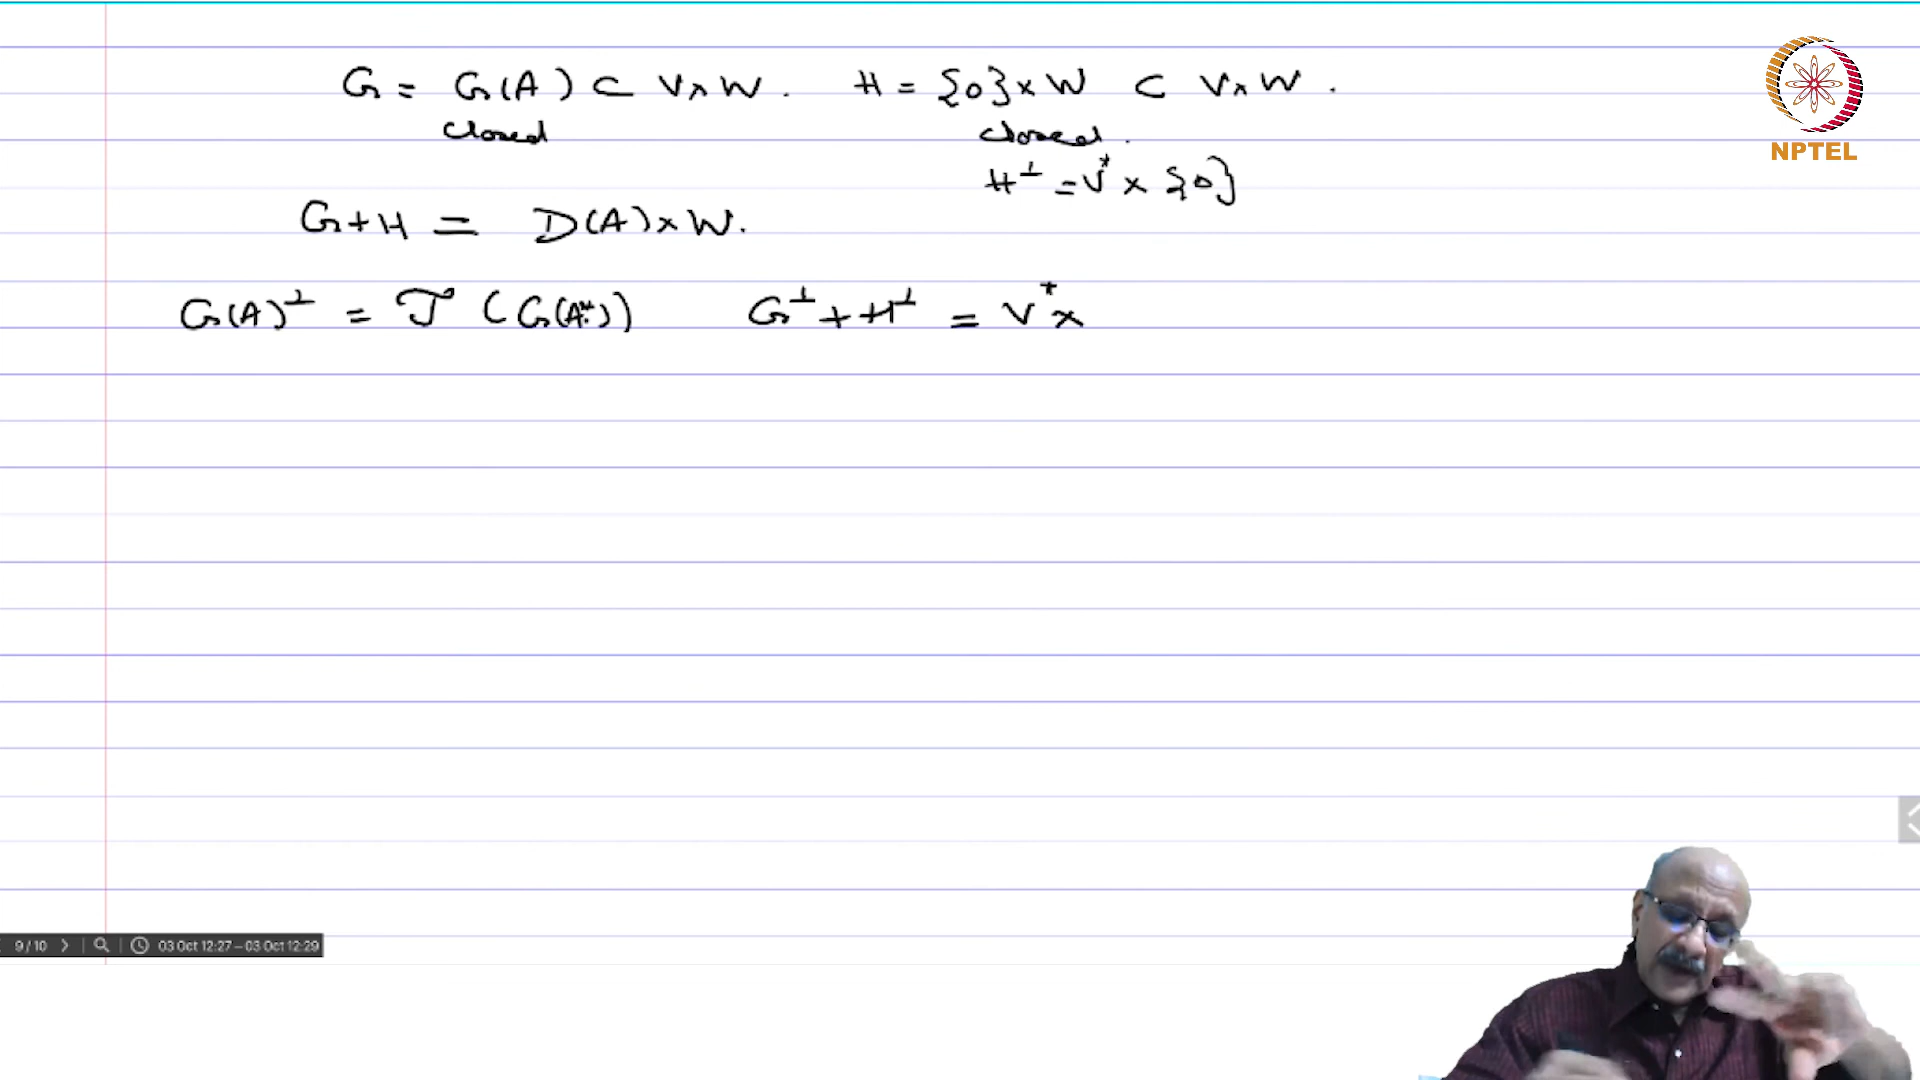 G = G(A) ⊂ V×W . H = {0}×W ⊂ V×W .
closed closed .
H^⊥ = V^* × {0}
G+H = D(A)×W.
G(A)^⊥ = J (G(A^*)) G^⊥ + H^⊥ = V^* ×
NPTEL
9/10 03 Oct 12:27 – 03 Oct 12:29